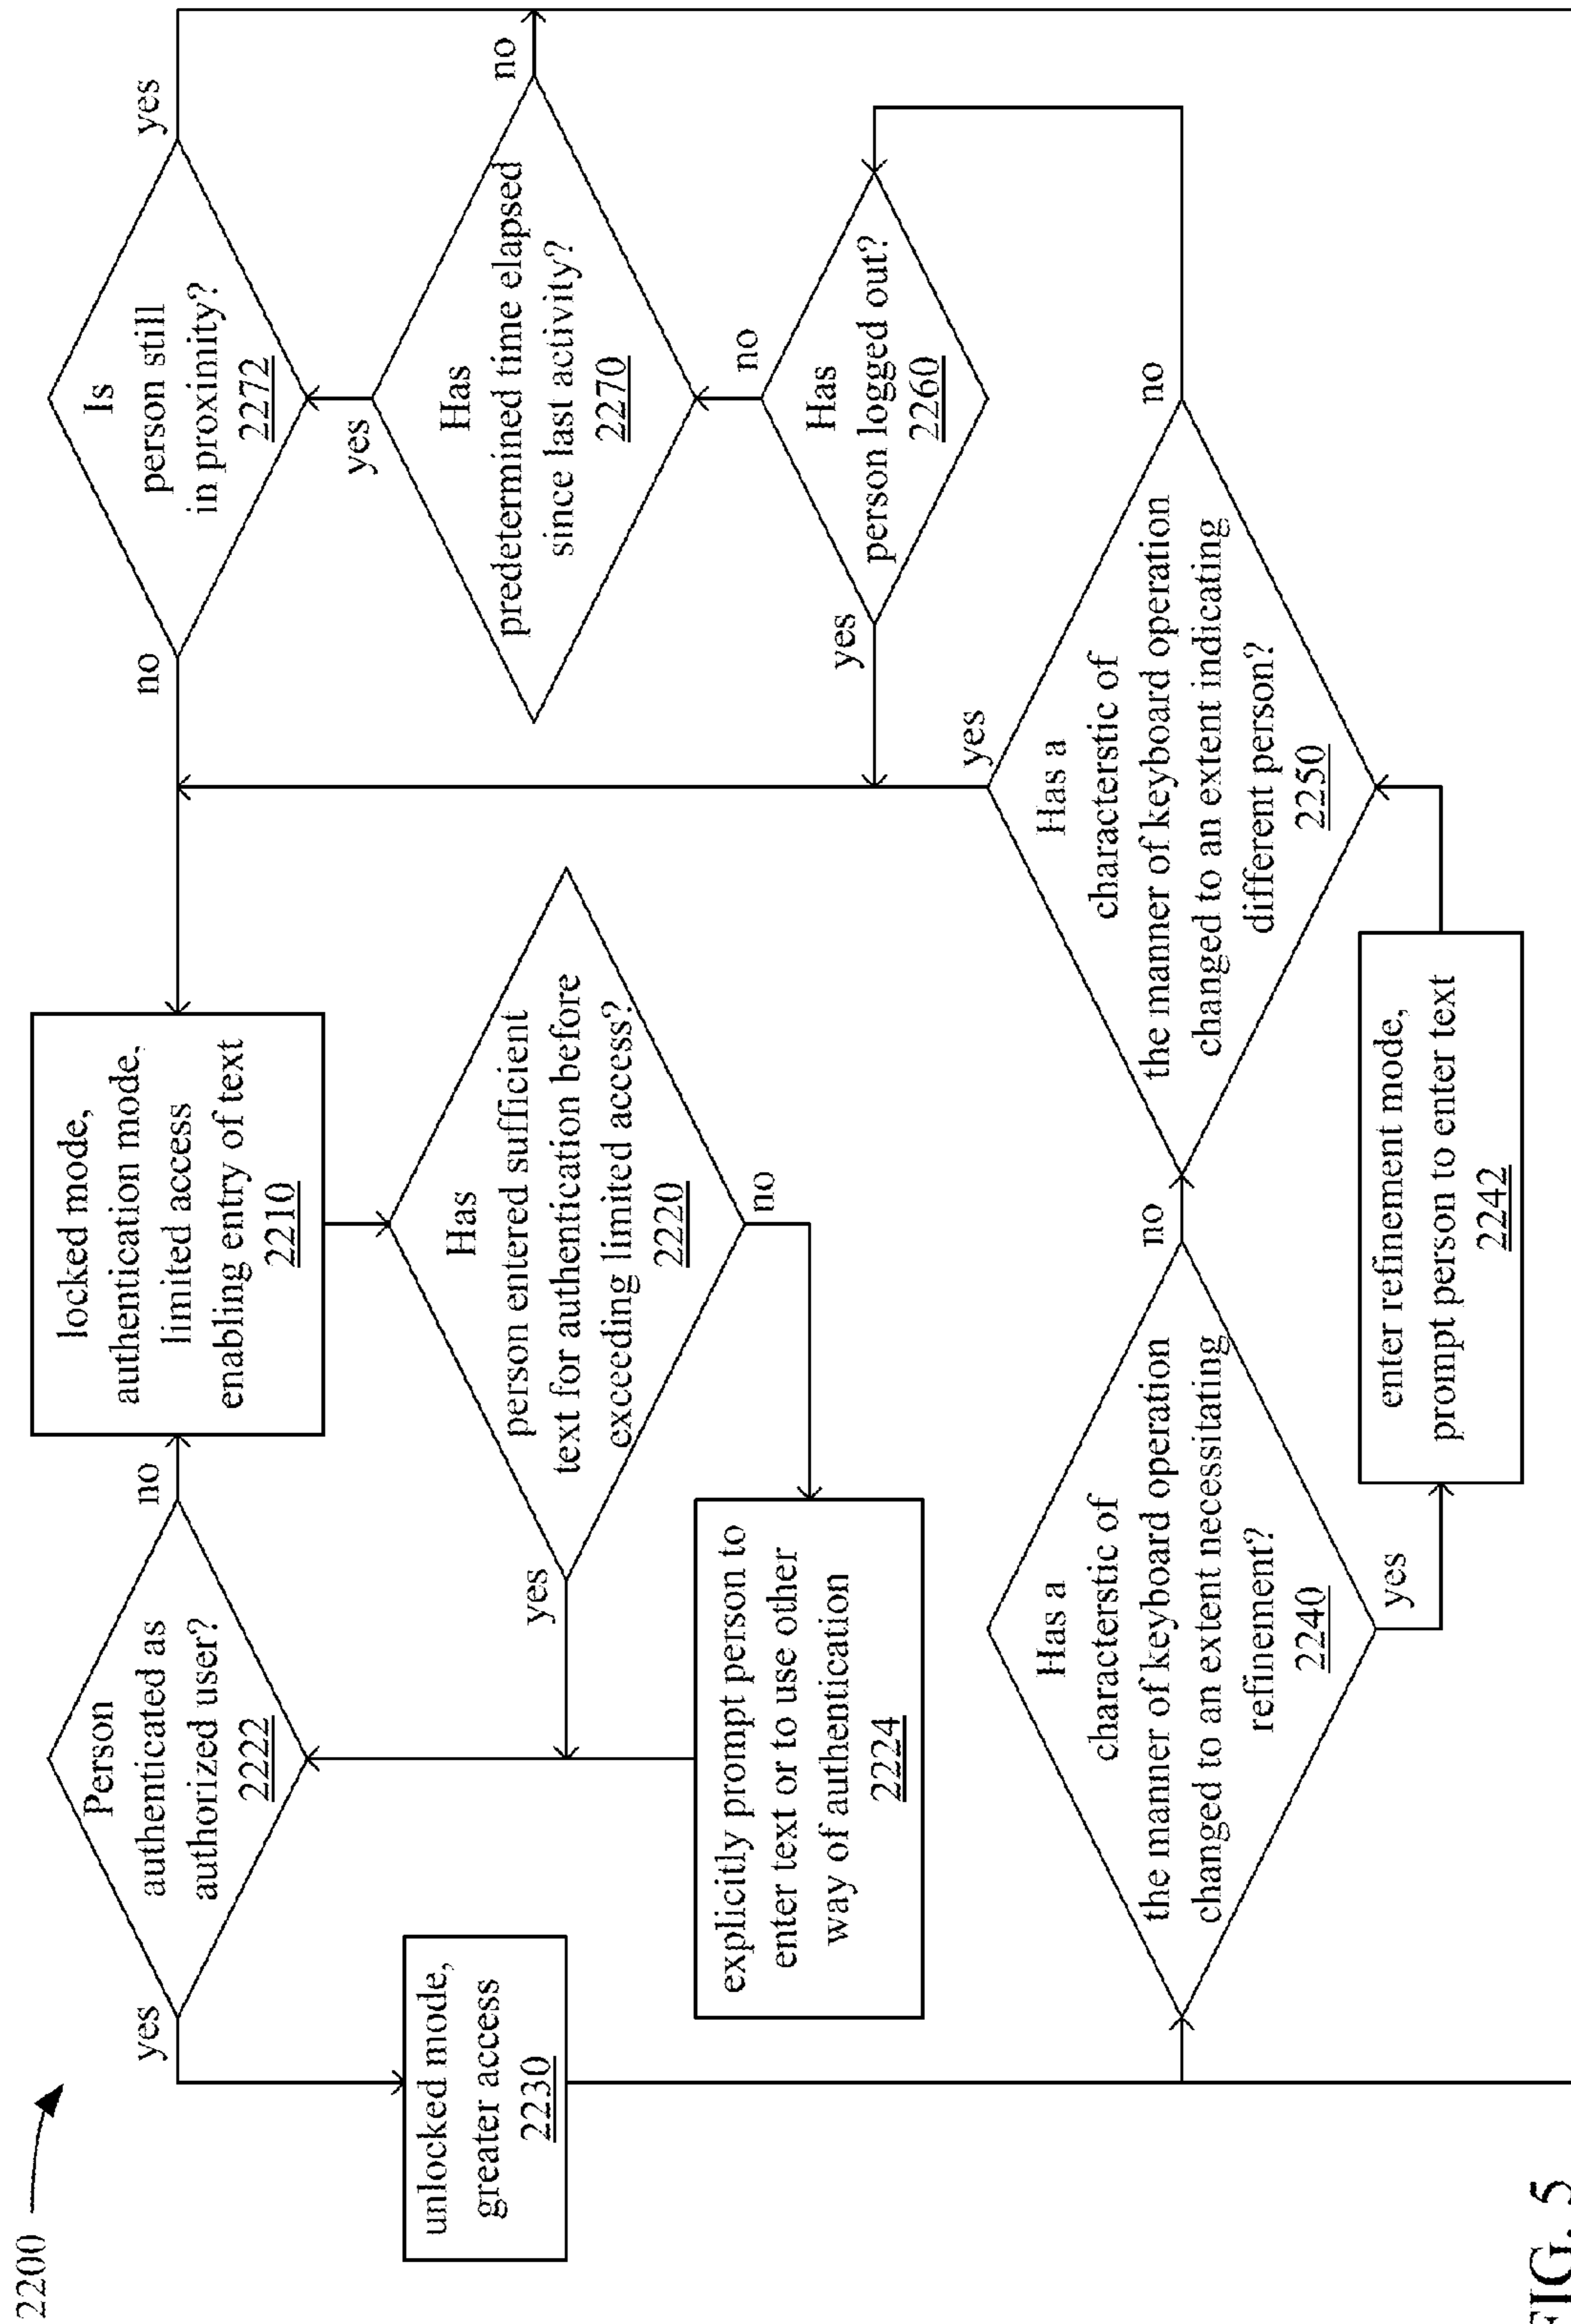 2200
yes
Person
authenticated as
authorized user?
2222
no
locked mode,
authentication mode,
limited access
enabling entry of text
2210
no
Is
person still
in proximity?
2272
yes
unlocked mode,
greater access
2230
yes
Has
person entered sufficient
text for authentication before
exceeding limited access?
2220
no
yes
Has
predetermined time elapsed
since last activity?
2270
no
explicitly prompt person to
enter text or to use other
way of authentication
2224
yes
Has
person logged out?
2260
no
Has a
characterstic of
the manner of keyboard operation
changed to an extent necessitating
refinement?
2240
no
yes
Has a
characterstic of
the manner of keyboard operation
changed to an extent indicating
different person?
2250
yes
no
enter refinement mode,
prompt person to enter text
2242
FIG. 5